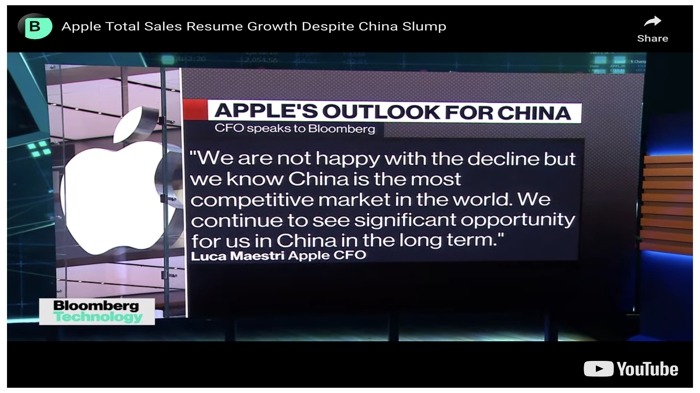 B
Apple Total Sales Resume Growth Despite China Slump
Share
APPLE'S OUTLOOK FOR CHINA
CFO speaks to Bloomberg
"We are not happy with the decline but
we know China is the most
competitive market in the world. We
continue to see significant opportunity
for us in China in the long term."
Luca Maestri Apple CFO
Bloomberg
Technology
YouTube